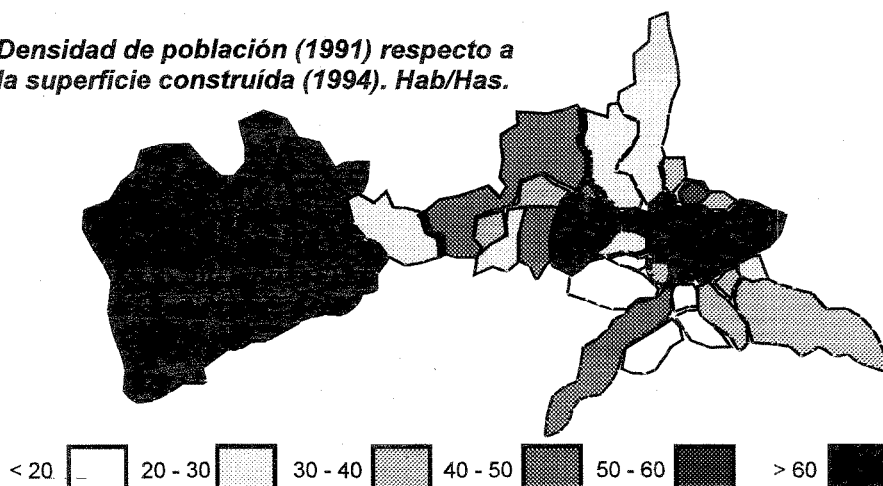 Densidad de población (1991) respecto a
la superficie construída (1994). Hab/Has.
< 20 20 - 30 30 - 40 40 - 50 50 - 60 > 60